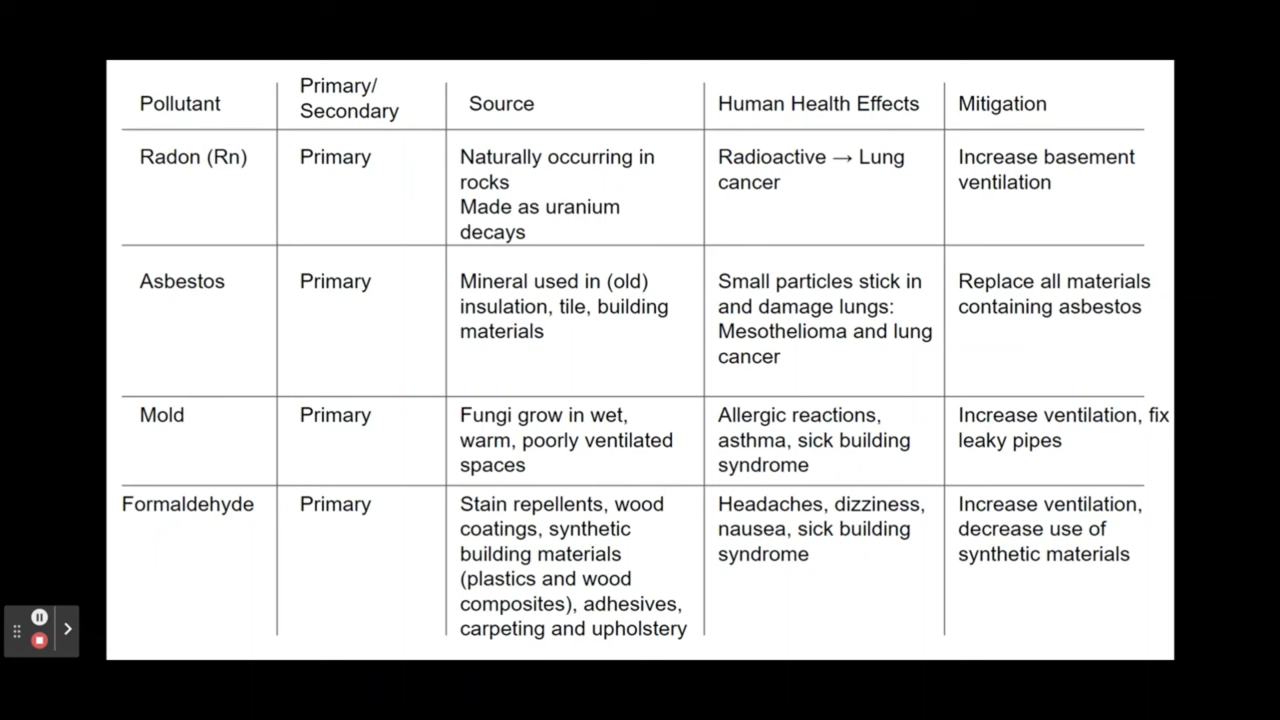 Pollutant
Primary/
Secondary
Source
Human Health Effects
Mitigation
Radon (Rn)
Primary
Naturally occurring in
rocks
Made as uranium
decays
Radioactive → Lung
cancer
Increase basement
ventilation
Asbestos
Primary
Mineral used in (old)
insulation, tile, building
materials
Small particles stick in
and damage lungs:
Mesothelioma and lung
cancer
Replace all materials
containing asbestos
Mold
Primary
Fungi grow in wet,
warm, poorly ventilated
spaces
Allergic reactions,
asthma, sick building
syndrome
Increase ventilation, fix
leaky pipes
Formaldehyde
Primary
Stain repellents, wood
coatings, synthetic
building materials
(plastics and wood
composites), adhesives,
carpeting and upholstery
Headaches, dizziness,
nausea, sick building
syndrome
Increase ventilation,
decrease use of
synthetic materials